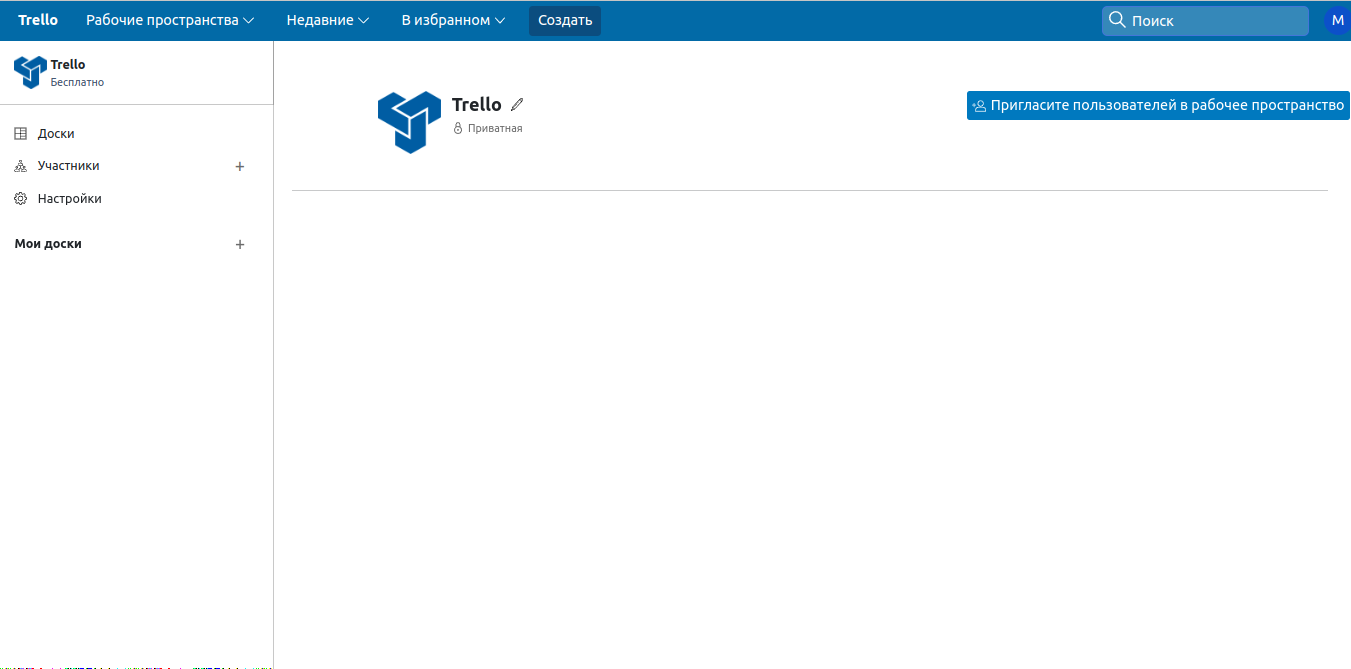 Trello Рабочие пространства Недавние В избранном Создать Поиск М
Trello
Бесплатно
Доски
Участники +
Настройки
Мои доски +
Trello
Приватная
Пригласите пользователей в рабочее пространство